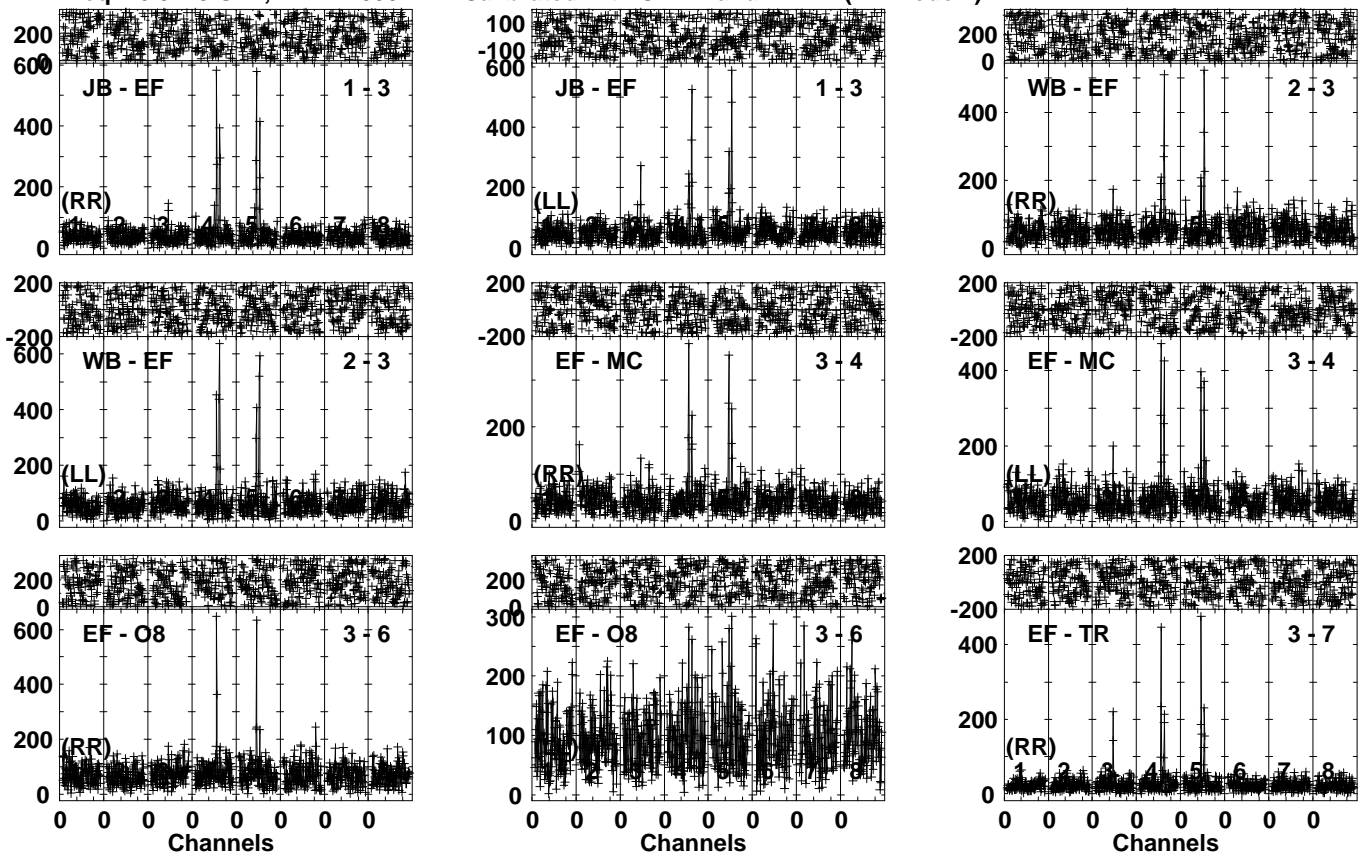 200 0 600 400 200 0
JB - EF 1 - 3
(RR)
1 2 3 4 5 6 7 8
100 -100 600 400 200 0
JB - EF 1 - 3
(LL)
200 0 400 200 0
WB - EF 2 - 3
(RR)
200 -200 600 400 200 0
WB - EF 2 - 3
(LL)
200 -200 200 0
EF - MC 3 - 4
(RR)
200 -200 400 200 0
EF - MC 3 - 4
(LL)
200 0 600 400 200 0
EF - O8 3 - 6
(RR)
0 0 0 0 0 0 0 0
Channels
200 0 300 200 100 0
EF - O8 3 - 6
0 0 0 0 0 0 0 0
Channels
200 -200 400 200 0
EF - TR 3 - 7
(RR)
1 2 3 4 5 6 7 8
0 0 0 0 0 0 0 0
Channels